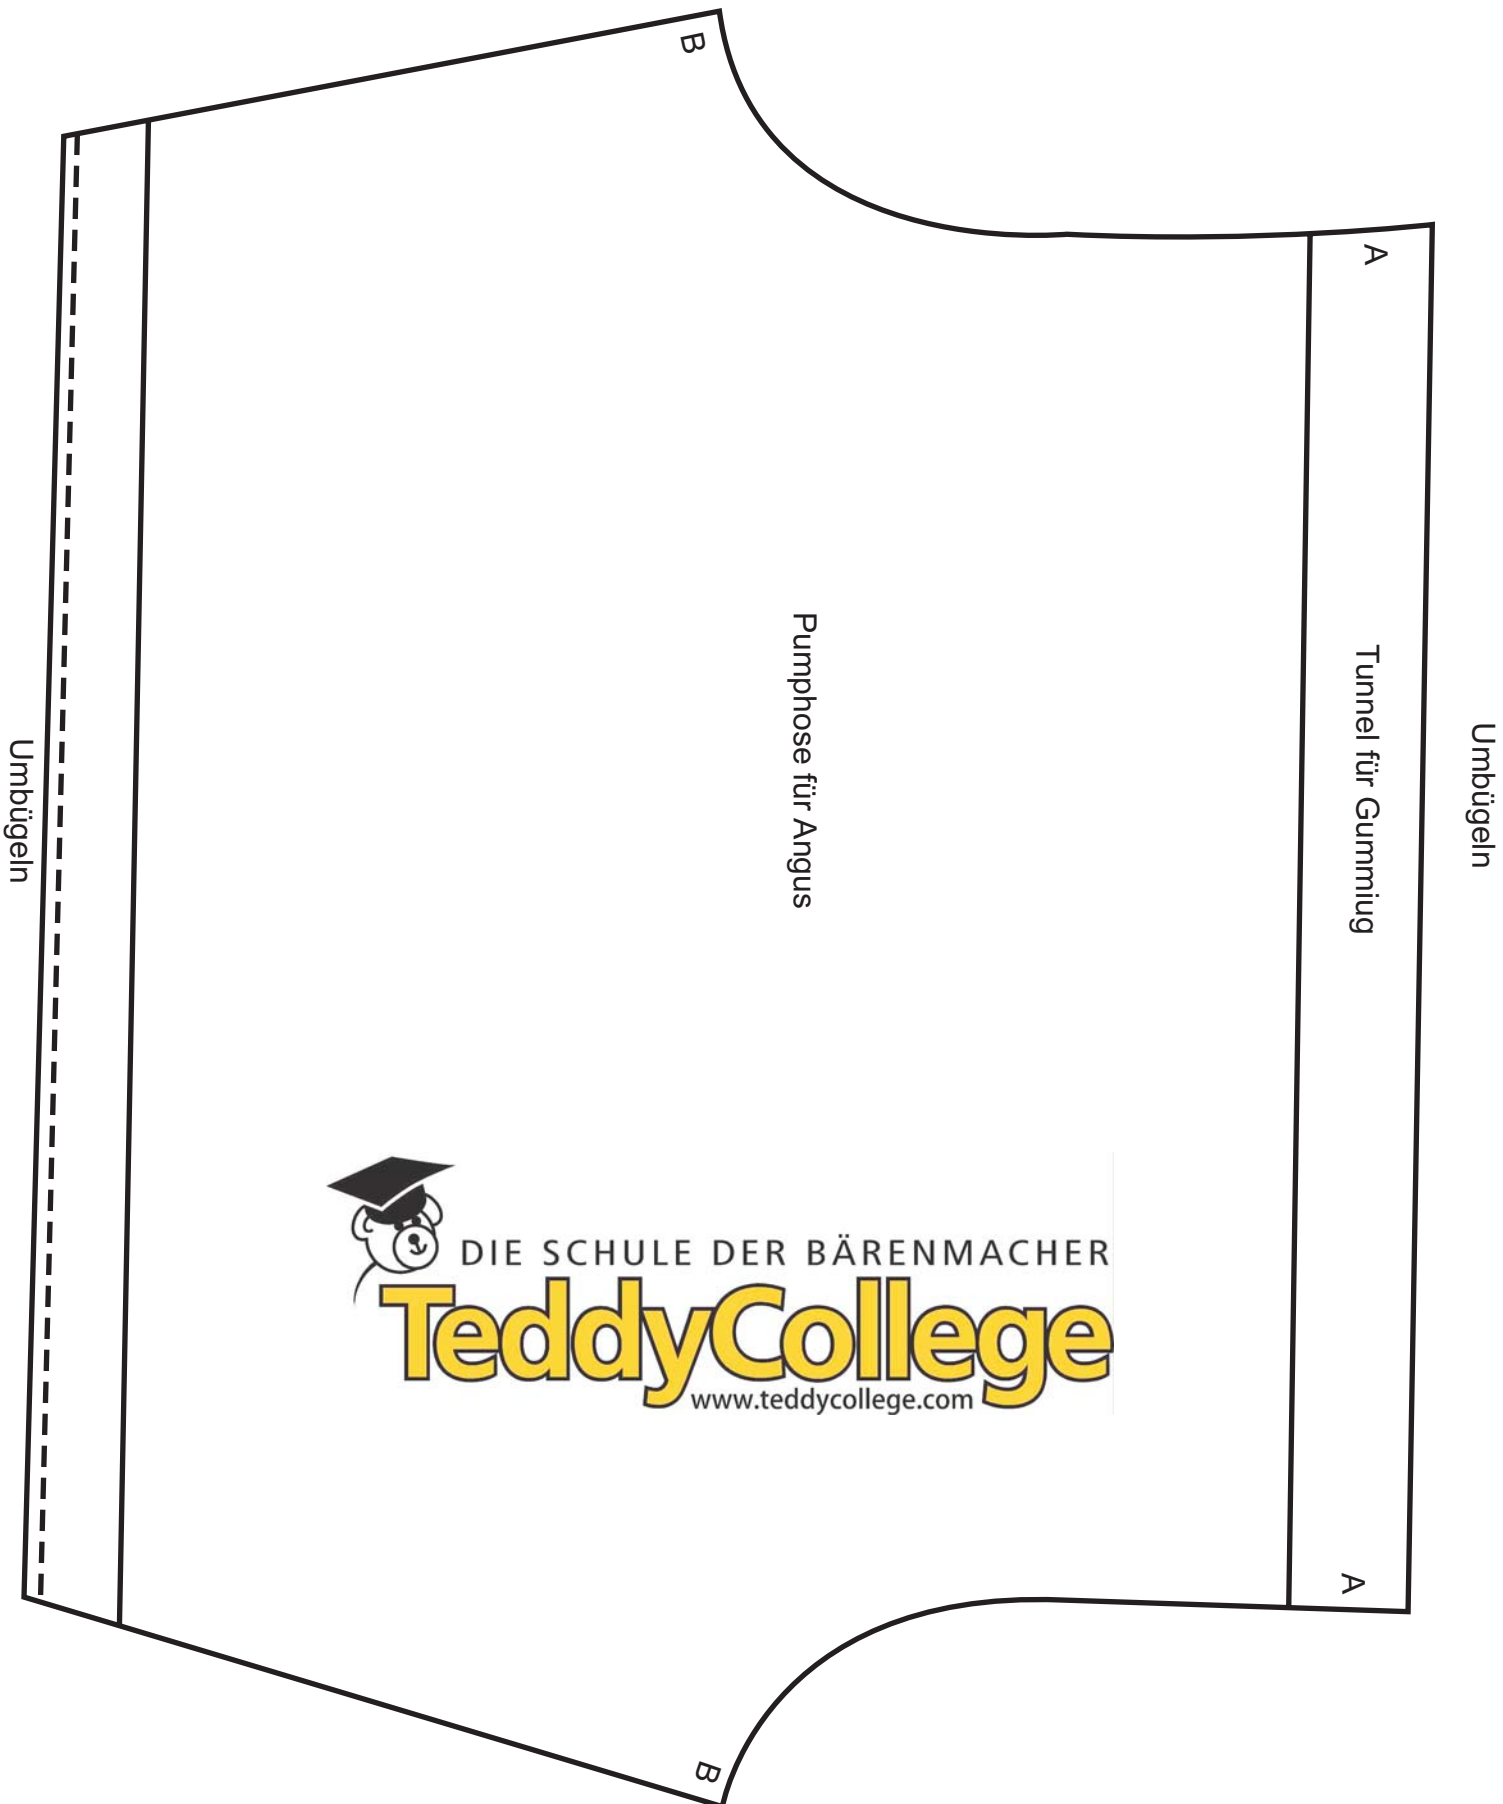 B
A
Umbügeln
Tunnel für Gummiug
Pumphose für Angus
Umbügeln
DIE SCHULE DER BÄRENMACHER
TeddyCollege
www.teddycollege.com
A
B